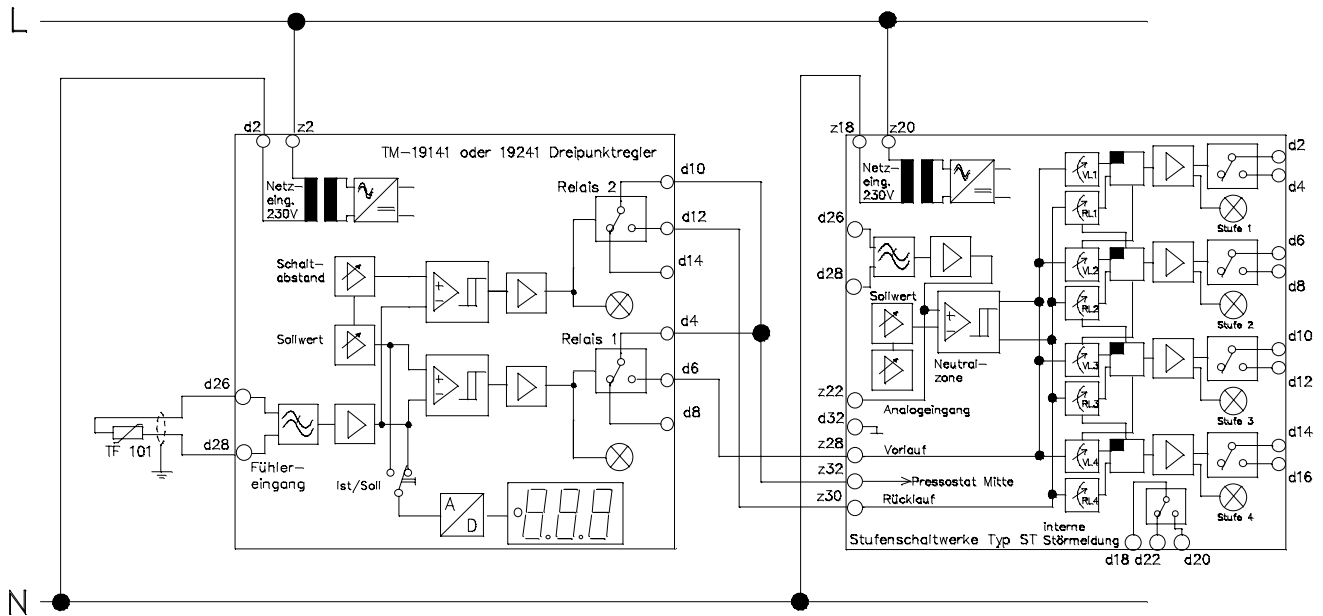 L
d2
z2
z18
z20
TM-19141 oder 19241 Dreipunktregler
Netz-
eing.
230V
Relais 2
d10
d12
d14
Schalt-
abstand
Sollwert
Relais 1
d4
d6
d8
d26
d28
TF 101
Fühler-
eingang
Ist/Soll
A
D
Netz-
eing.
230V
d26
d28
Sollwert
Neutral-
zone
z22
Analogeingang
d32
z28
Vorlauf
z32
Pressostat Mitte
z30
Rücklauf
VL1
RL1
Stufe 1
d2
d4
VL2
RL2
Stufe 2
d6
d8
VL3
RL3
Stufe 3
d10
d12
VL4
RL4
Stufe 4
d14
d16
interne
Stufenschaltwerke Typ ST Störmeldung
d18
d22
d20
N